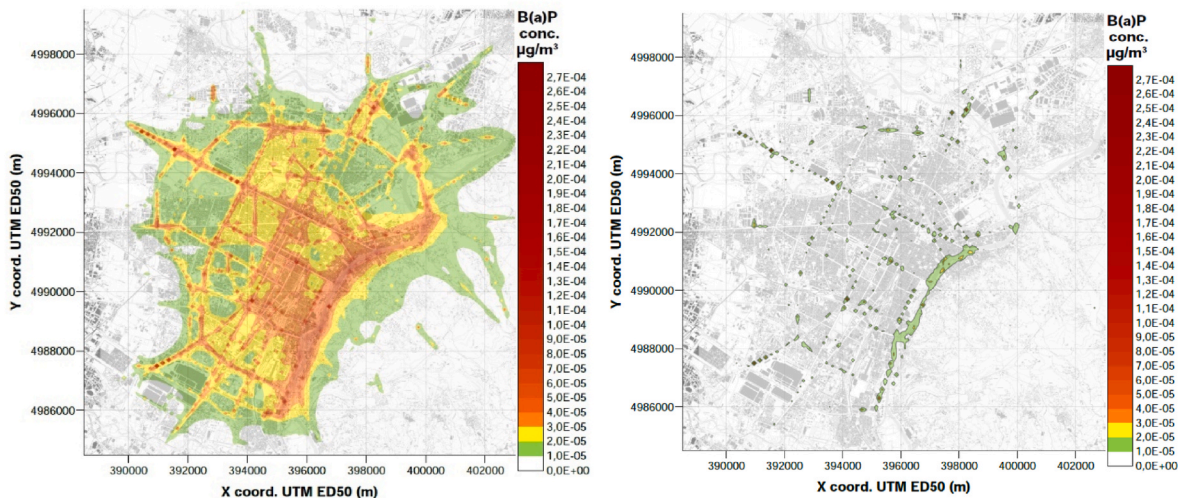 B(a)P
conc.
µg/m³
2,7E-04
2,6E-04
2,5E-04
2,4E-04
2,3E-04
2,2E-04
2,1E-04
2,0E-04
1,9E-04
1,8E-04
1,7E-04
1,6E-04
1,5E-04
1,4E-04
1,3E-04
1,2E-04
1,1E-04
1,0E-04
9,0E-05
8,0E-05
7,0E-05
6,0E-05
5,0E-05
4,0E-05
3,0E-05
2,0E-05
1,0E-05
0,0E+00
Y coord. UTM ED50 (m)
4998000
4996000
4994000
4992000
4990000
4988000
4986000
390000 392000 394000 396000 398000 400000 402000
X coord. UTM ED50 (m)
B(a)P
conc.
µg/m³
2,7E-04
2,6E-04
2,5E-04
2,4E-04
2,3E-04
2,2E-04
2,1E-04
2,0E-04
1,9E-04
1,8E-04
1,7E-04
1,6E-04
1,5E-04
1,4E-04
1,3E-04
1,2E-04
1,1E-04
1,0E-04
9,0E-05
8,0E-05
7,0E-05
6,0E-05
5,0E-05
4,0E-05
3,0E-05
2,0E-05
1,0E-05
0,0E+00
Y coord. UTM ED50 (m)
4998000
4996000
4994000
4992000
4990000
4988000
4986000
390000 392000 394000 396000 398000 400000 402000
X coord. UTM ED50 (m)